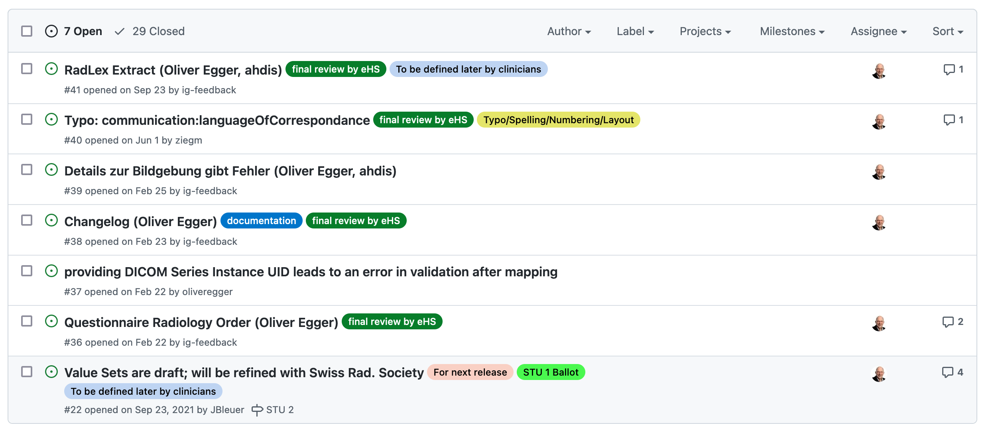 7 Open 29 Closed Author Label Projects Milestones Assignee Sort
RadLex Extract (Oliver Egger, ahdis) final review by eHS To be defined later by clinicians 1
#41 opened on Sep 23 by ig-feedback
Typo: communication:languageOfCorrespondance final review by eHS Typo/Spelling/Numbering/Layout 1
#40 opened on Jun 1 by ziegm
Details zur Bildgebung gibt Fehler (Oliver Egger, ahdis)
#39 opened on Feb 25 by ig-feedback
Changelog (Oliver Egger) documentation final review by eHS
#38 opened on Feb 23 by ig-feedback
providing DICOM Series Instance UID leads to an error in validation after mapping
#37 opened on Feb 22 by oliveregger
Questionnaire Radiology Order (Oliver Egger) final review by eHS 2
#36 opened on Feb 22 by ig-feedback
Value Sets are draft; will be refined with Swiss Rad. Society For next release STU 1 Ballot 4
To be defined later by clinicians
#22 opened on Sep 23, 2021 by JBleuer STU 2